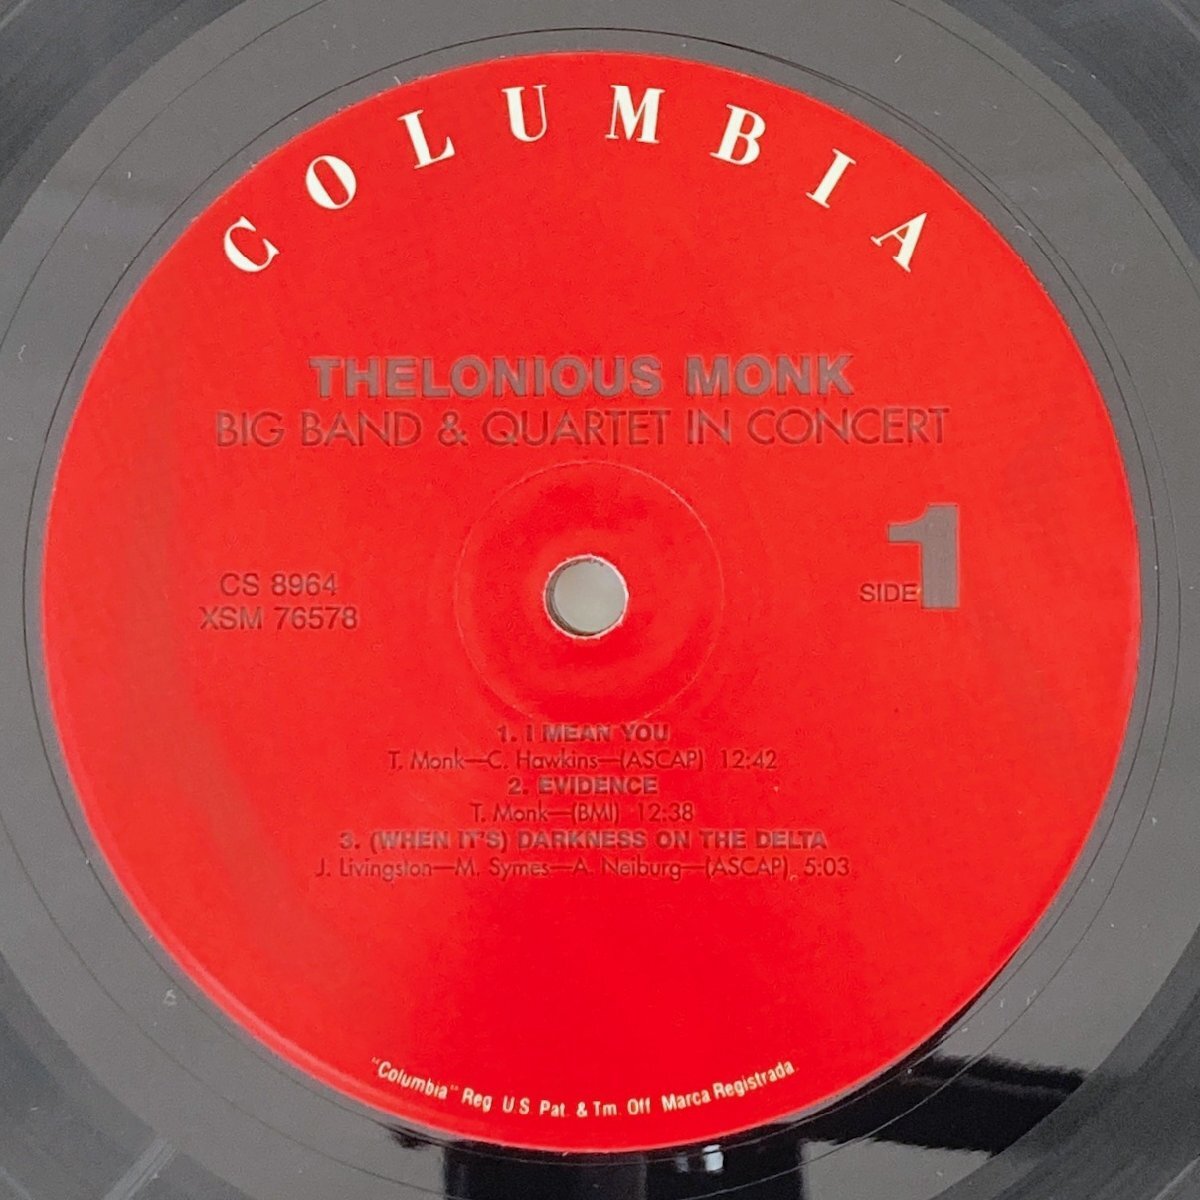 COLUMBIA
THELONIOUS MONK
BIG BAND & QUARTET IN CONCERT
CS 8964
XSM 76578
SIDE 1
1. I MEAN YOU
T. Monk—C. Hawkins—(ASCAP) 12:42
2. EVIDENCE
T. Monk—(BMI) 12:38
3. (WHEN IT'S) DARKNESS ON THE DELTA
J. Livingston—M. Symes—A. Neiburg—(ASCAP) 5:03
"Columbia" Reg. U.S. Pat. & Tm. Off. Marca Registrada.